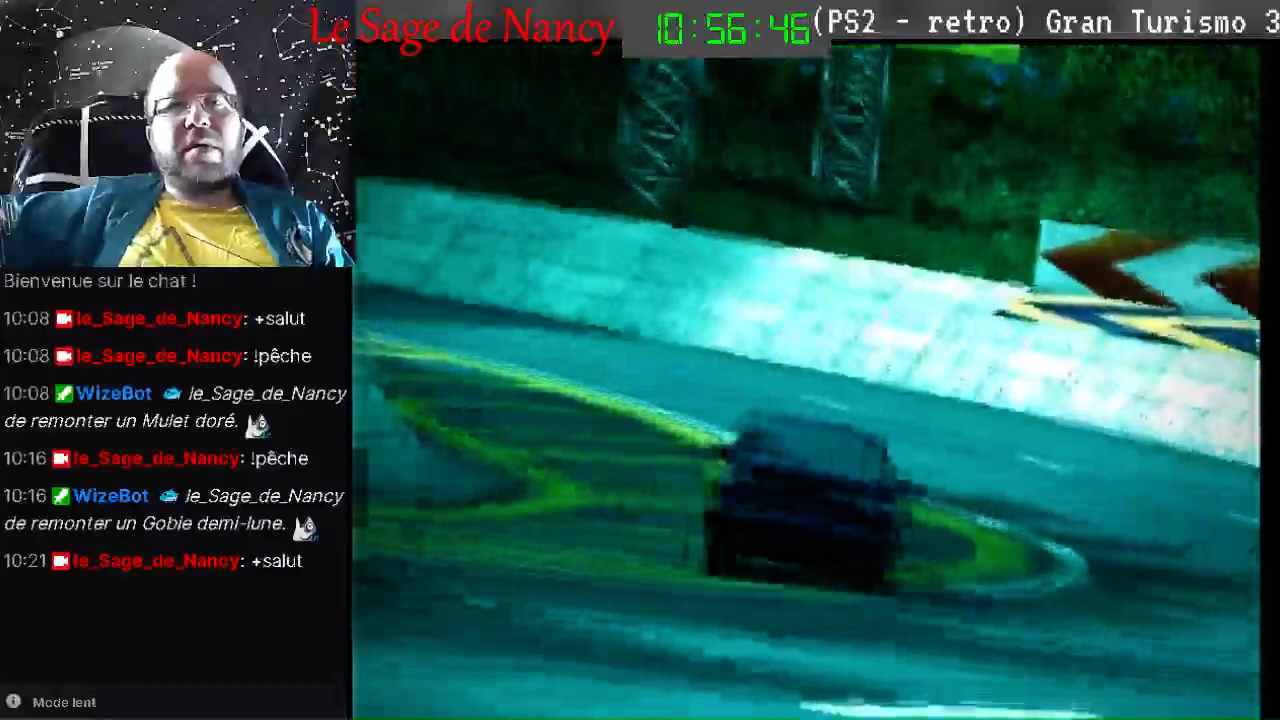 Le Sage de Nancy
10:56:46
(PS2 - retro) Gran Turismo 3
Bienvenue sur le chat !
10:08 le_Sage_de_Nancy: +salut
10:08 le_Sage_de_Nancy: !pêche
10:08 WizeBot le_Sage_de_Nancy
de remonter un Mulet doré.
10:16 le_Sage_de_Nancy: !pêche
10:16 WizeBot le_Sage_de_Nancy
de remonter un Gobie demi-lune.
10:21 le_Sage_de_Nancy: +salut
Mode lent